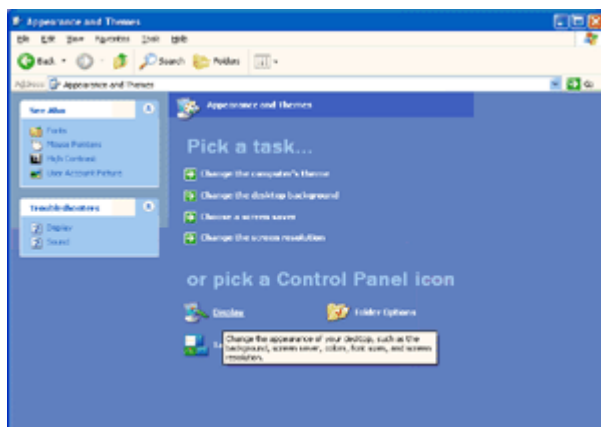 Appearance and Themes
File Edit View Favorites Tools Help
Back Search Folders
Address Appearance and Themes Go
See Also
Fonts
Mouse Pointers
High Contrast
User Account Picture
Troubleshooters
Display
Sound
Appearance and Themes
Pick a task...
Change the computer's theme
Change the desktop background
Choose a screen saver
Change the screen resolution
or pick a Control Panel icon
Display Folder Options
Change the appearance of your desktop, such as the
background, screen saver, colors, font sizes, and screen
resolution.